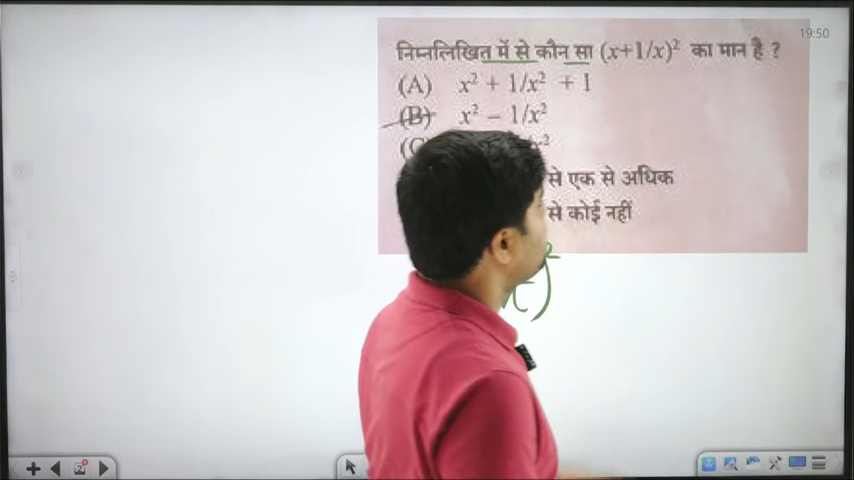 19:50
निम्नलिखित में से कौन सा (x+1/x)² का मान है ?
(A) x² + 1/x² + 1
(B) x² − 1/x²
(C
से एक से अधिक
से कोई नहीं